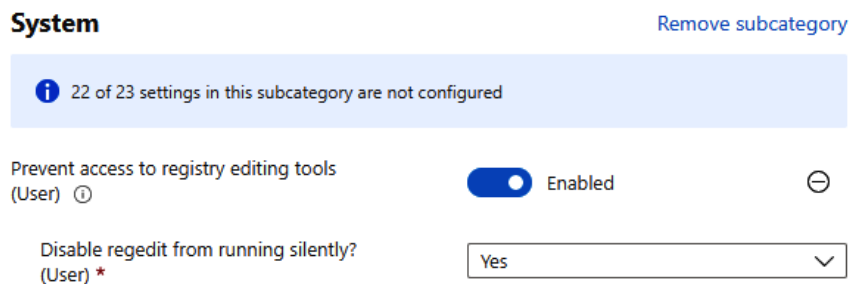 System
Remove subcategory
22 of 23 settings in this subcategory are not configured
Prevent access to registry editing tools
(User)
Enabled
Disable regedit from running silently?
(User) *
Yes